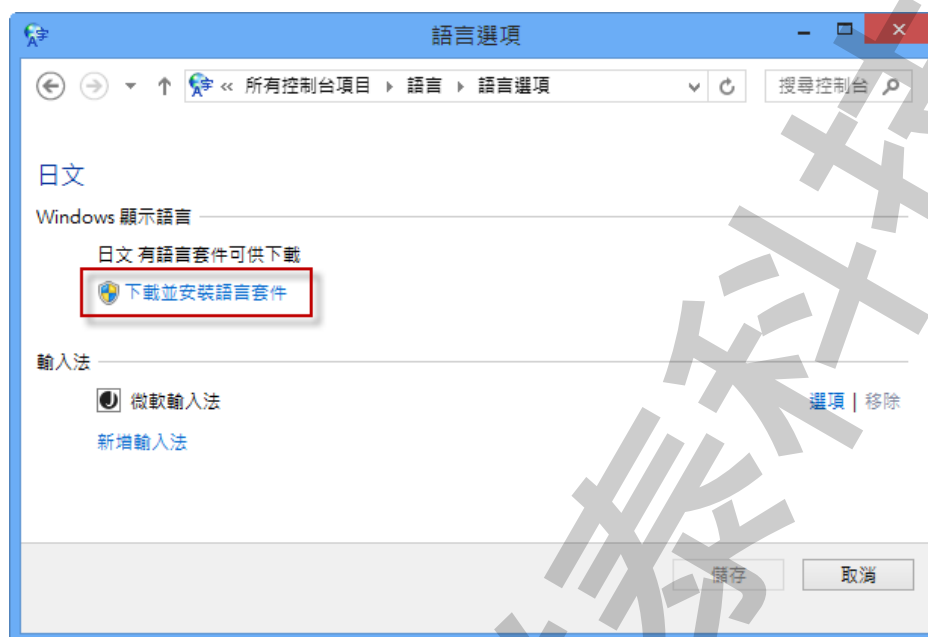 語言選項
« 所有控制台項目 ▸ 語言 ▸ 語言選項
搜尋控制台
日文
Windows 顯示語言
日文 有語言套件可供下載
下載並安裝語言套件
輸入法
微軟輸入法
選項 | 移除
新增輸入法
儲存
取消
泰科技